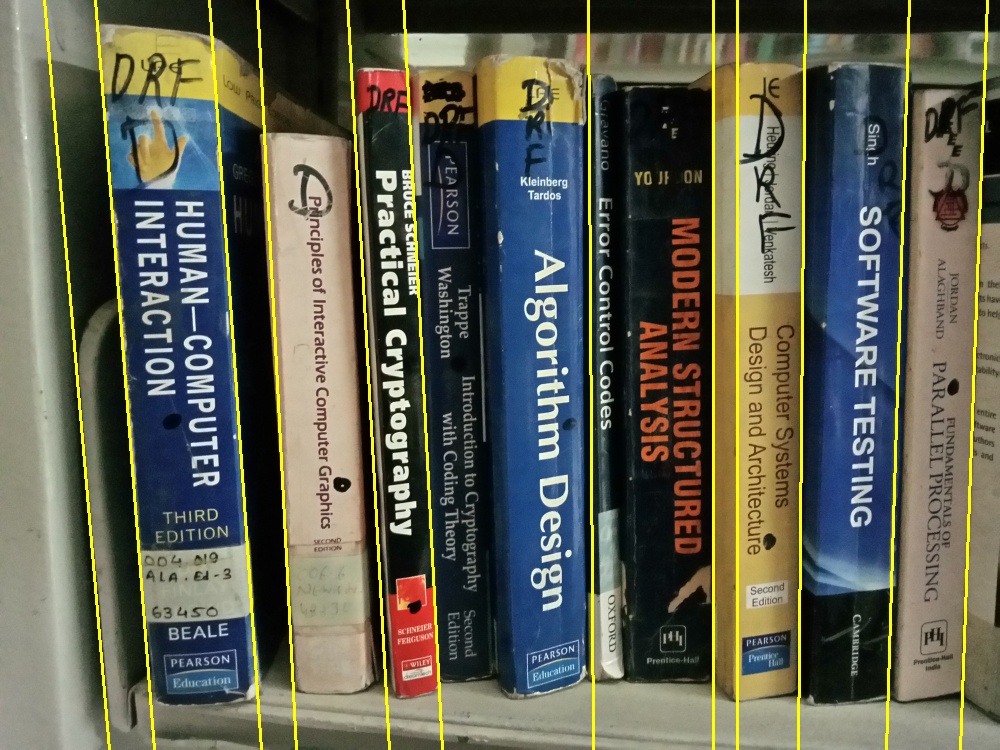 DRF
HUMAN—COMPUTER
INTERACTION
THIRD
EDITION
004.019
ALA.Ed-3
63450
BEALE
PEARSON
Education
Principles of Interactive Computer Graphics
SECOND
EDITION
DRF
BRUCE SCHNEIER
Practical Cryptography
SCHNEIER
FERGUSON
WILEY
DRF
PEARSON
Trappe
Washington
Introduction to Cryptography
with Coding Theory
Second
Edition
Kleinberg
Tardos
Algorithm Design
PEARSON
Education
Error Control Codes
OXFORD
MODERN STRUCTURED
ANALYSIS
PHI
Prentice-Hall
Venkatesh
Computer Systems
Design and Architecture
Second
Edition
PEARSON
Prentice
Hall
Singh
SOFTWARE TESTING
CAMBRIDGE
DRF
JORDAN
ALAGHBAND
FUNDAMENTALS OF
PARALLEL PROCESSING
PHI
Prentice-Hall
India